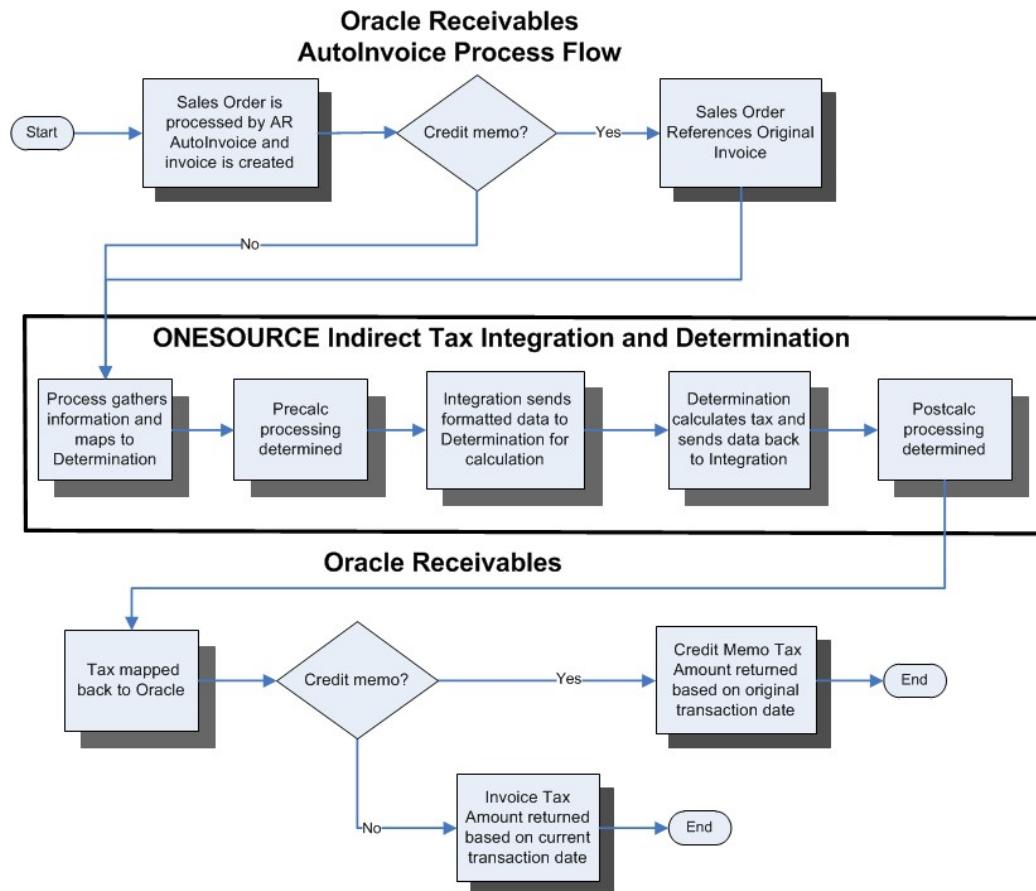 Oracle Receivables
AutoInvoice Process Flow
Start
Sales Order is
processed by AR
AutoInvoice and
invoice is created
Credit memo?
Yes
Sales Order
References Original
Invoice
No
ONESOURCE Indirect Tax Integration and Determination
Process gathers
information and
maps to
Determination
Precalc
processing
determined
Integration sends
formatted data to
Determination for
calculation
Determination
calculates tax and
sends data back
to Integration
Postcalc
processing
determined
Oracle Receivables
Tax mapped
back to Oracle
Credit memo?
Yes
Credit Memo Tax
Amount returned
based on original
transaction date
End
No
Invoice Tax
Amount returned
based on current
transaction date
End